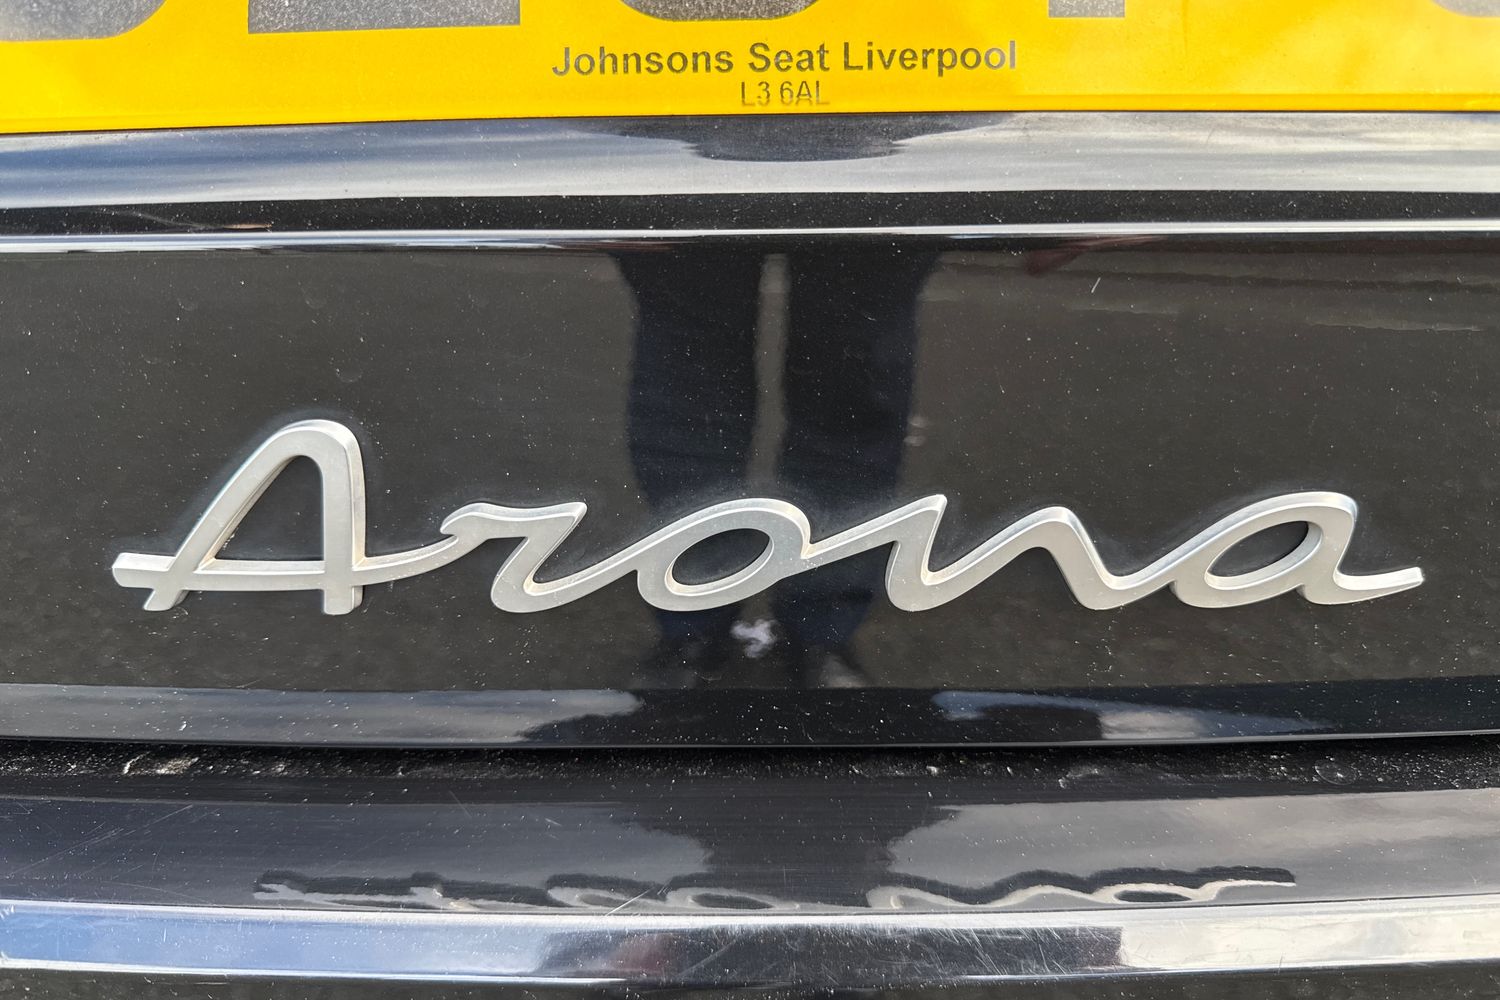 Johnsons Seat Liverpool
L3 6AL
Arona